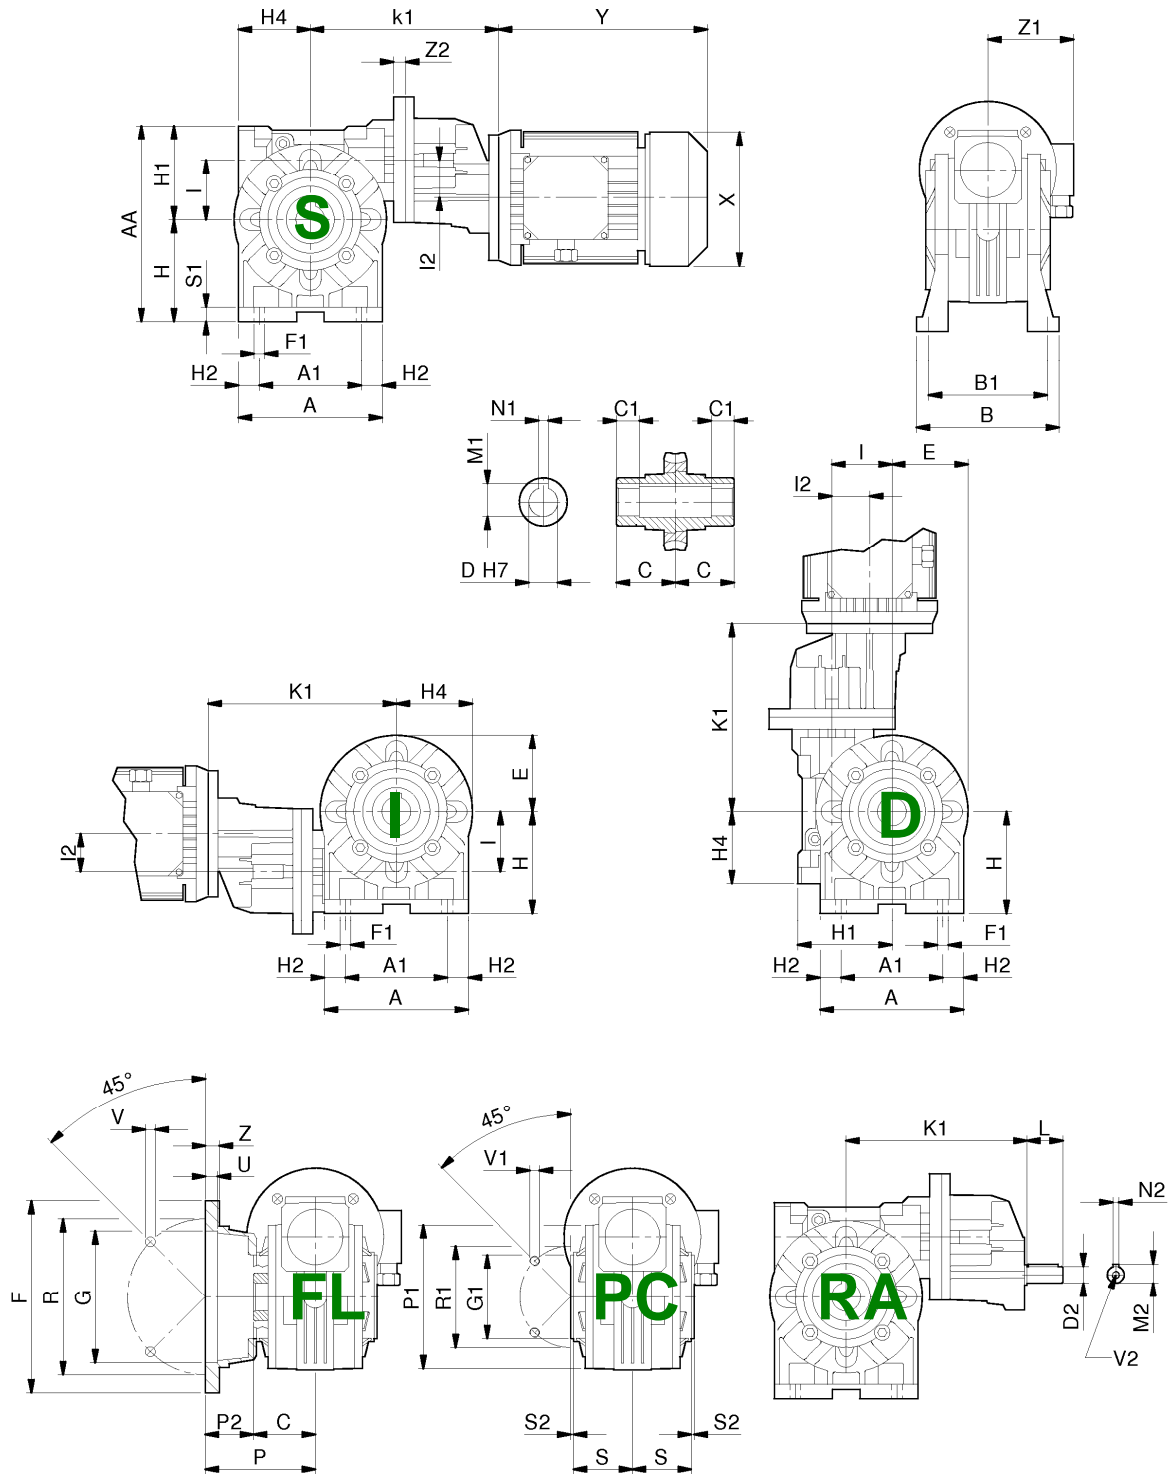 H4 k1 Y
Z2
H1
I
AA
H
S1
S
I2
X
F1
H2 A1 H2
A
Z1
B1
B
N1
M1
D H7
C1 C1
C C
I E
I2
K1
H4
D
H
H1 F1
H2 A1 H2
A
K1 H4
E
I2
I
I
H
F1
H2 A1 H2
A
45°
V
Z
U
F
R
G
FL
P2 C
P
45°
V1
P1
R1
G1
PC
S2 S2
S S
K1 L
N2
RA
D2
M2
V2